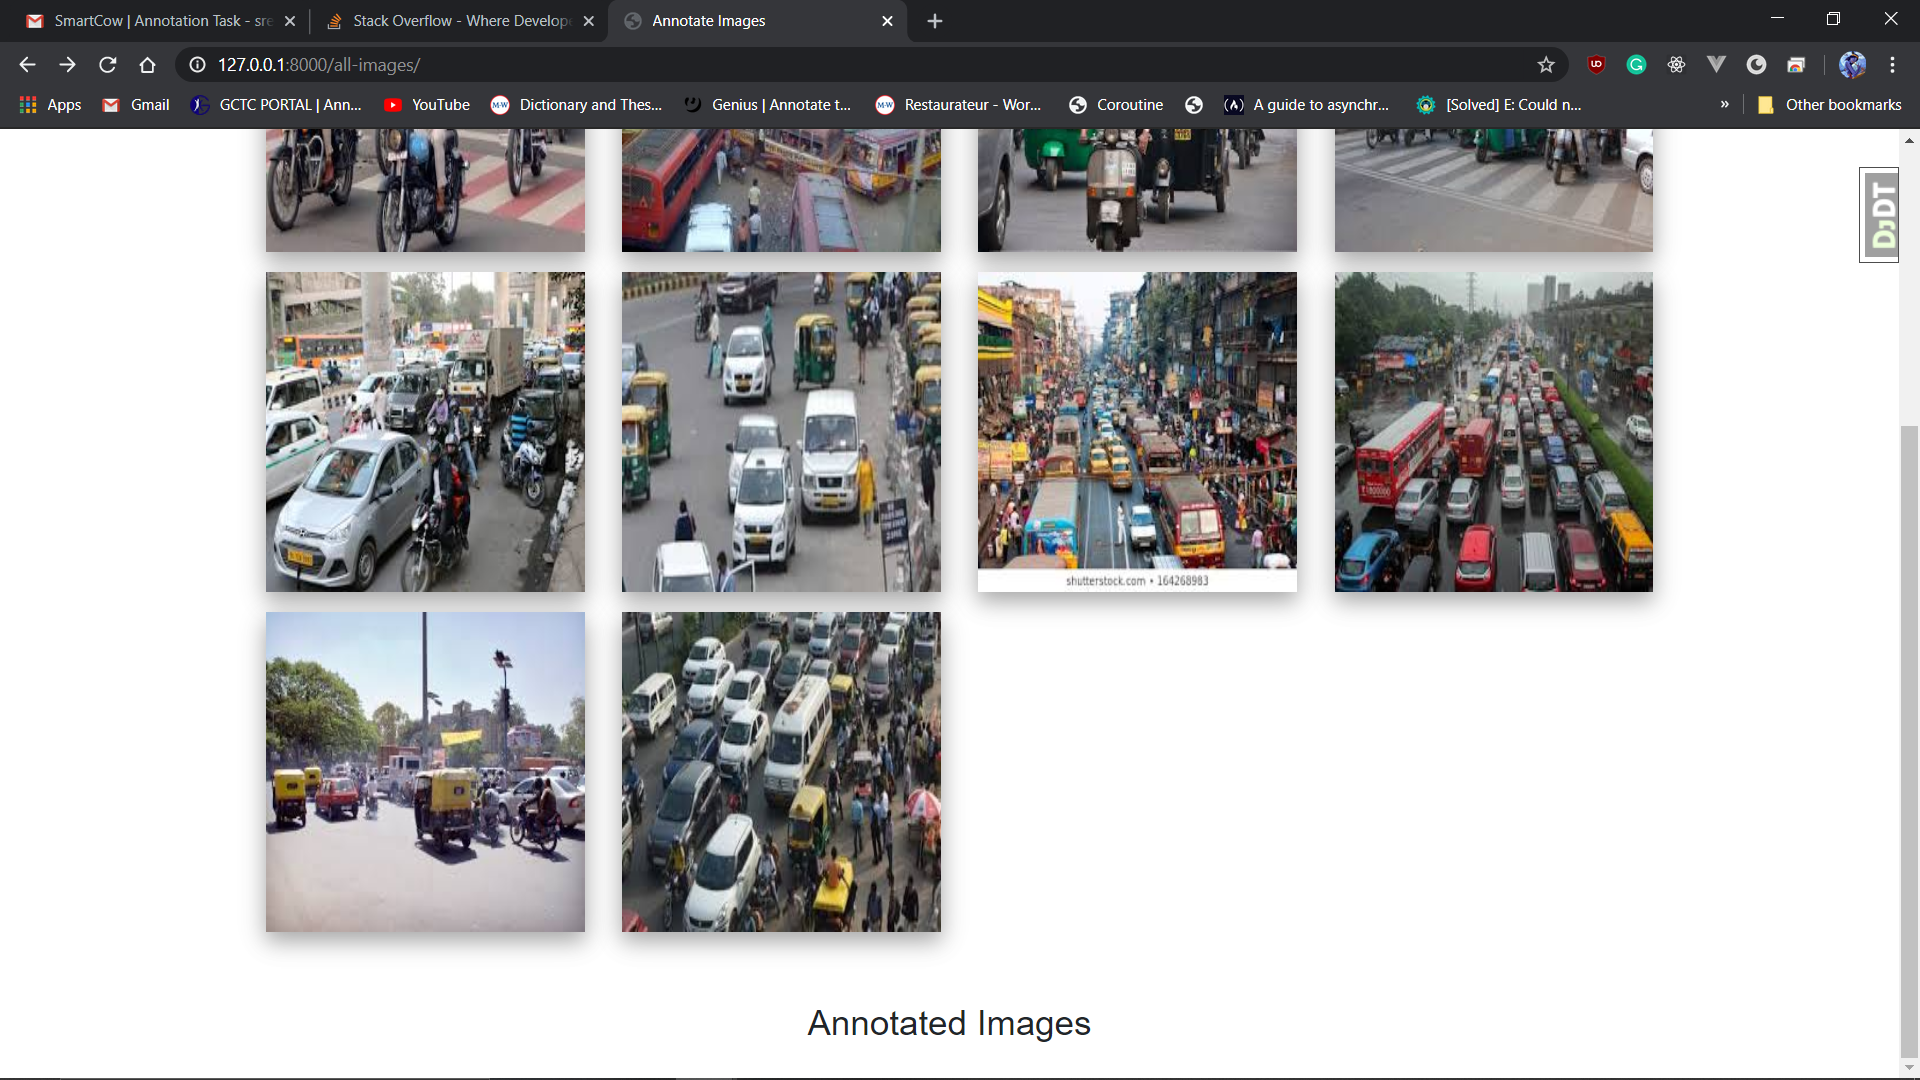 SmartCow | Annotation Task - sre
Stack Overflow - Where Develope
Annotate Images
127.0.0.1:8000/all-images/
Apps
Gmail
GCTC PORTAL | Ann...
YouTube
M-W
Dictionary and Thes...
Genius | Annotate t...
M-W
Restaurateur - Wor...
Coroutine
A guide to asynchr...
[Solved] E: Could n...
»
Other bookmarks
DjDT
shutterstock.com • 164268983
Annotated Images